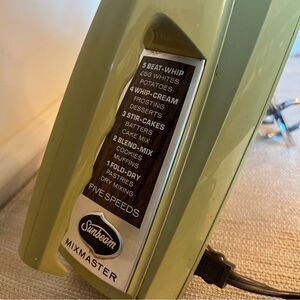 5 BEAT-WHIP
EGG WHITES
POTATOES
4 WHIP-CREAM
FROSTING
DESSERTS
3 STIR-CAKES
BATTERS
CAKE MIX
2 BLEND-MIX
COOKIES
MUFFINS
1 FOLD-DRY
PASTRIES
DRY MIXING
FIVE SPEEDS
Sunbeam
MIXMASTER